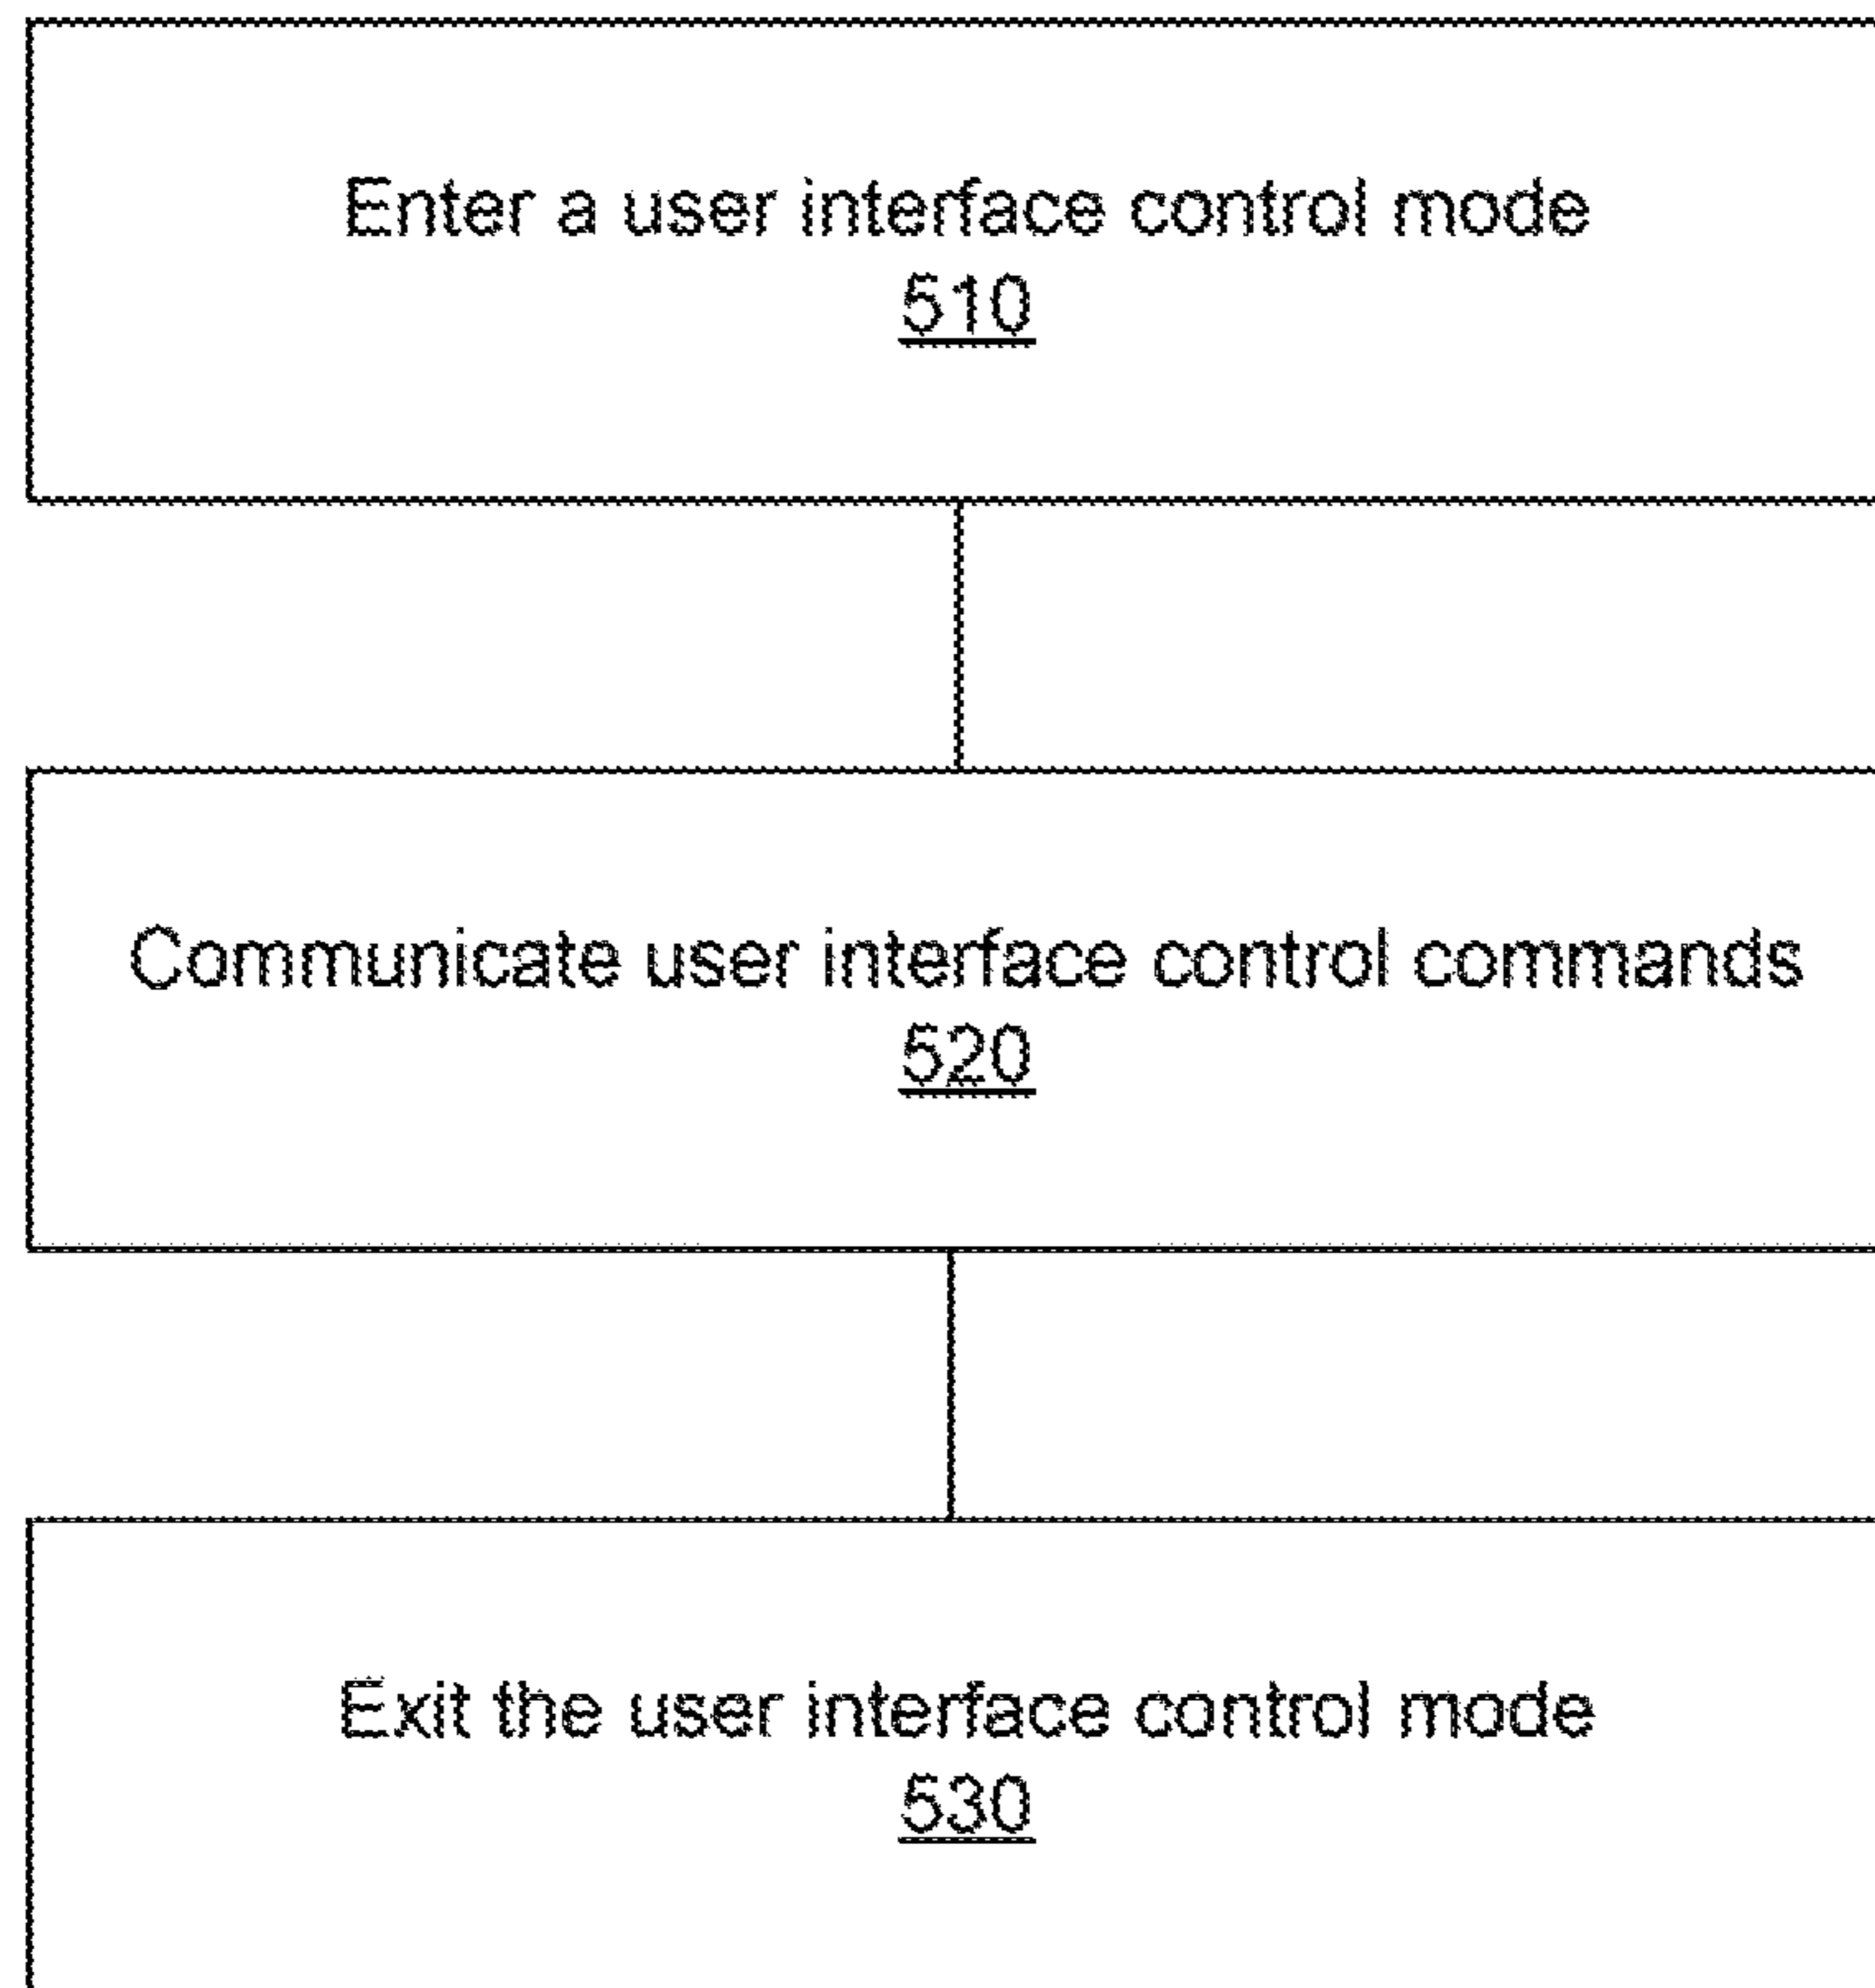 Enter a user interface control mode
510
Communicate user interface control commands
520
Exit the user interface control mode
530